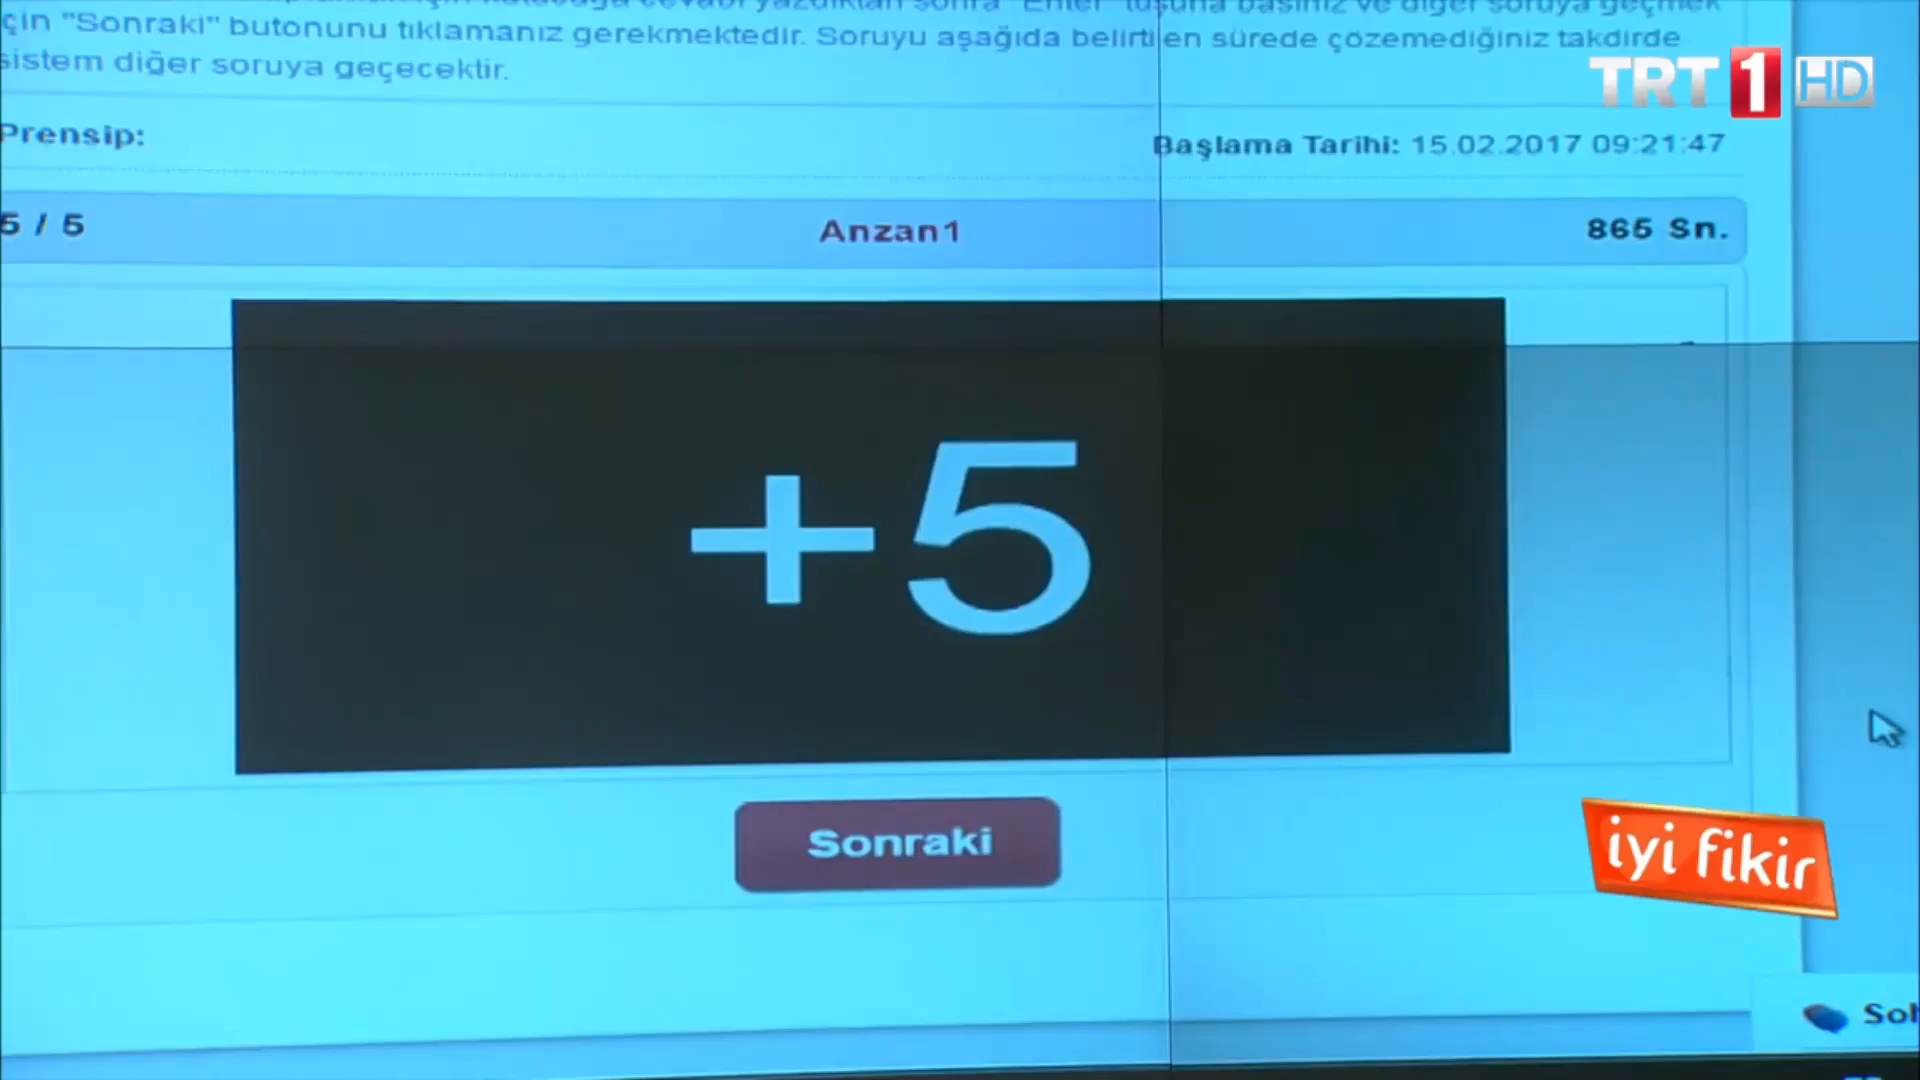 için "Sonraki" butonunu tıklamanız gerekmektedir. Soruyu aşağıda belirtilen sürede çözemediğiniz takdirde
sistem diğer soruya geçecektir.
TRT 1 HD
Prensip:
Başlama Tarihi: 15.02.2017 09:21:47
5 / 5
Anzan1
865 Sn.
+5
Sonraki
iyi fikir